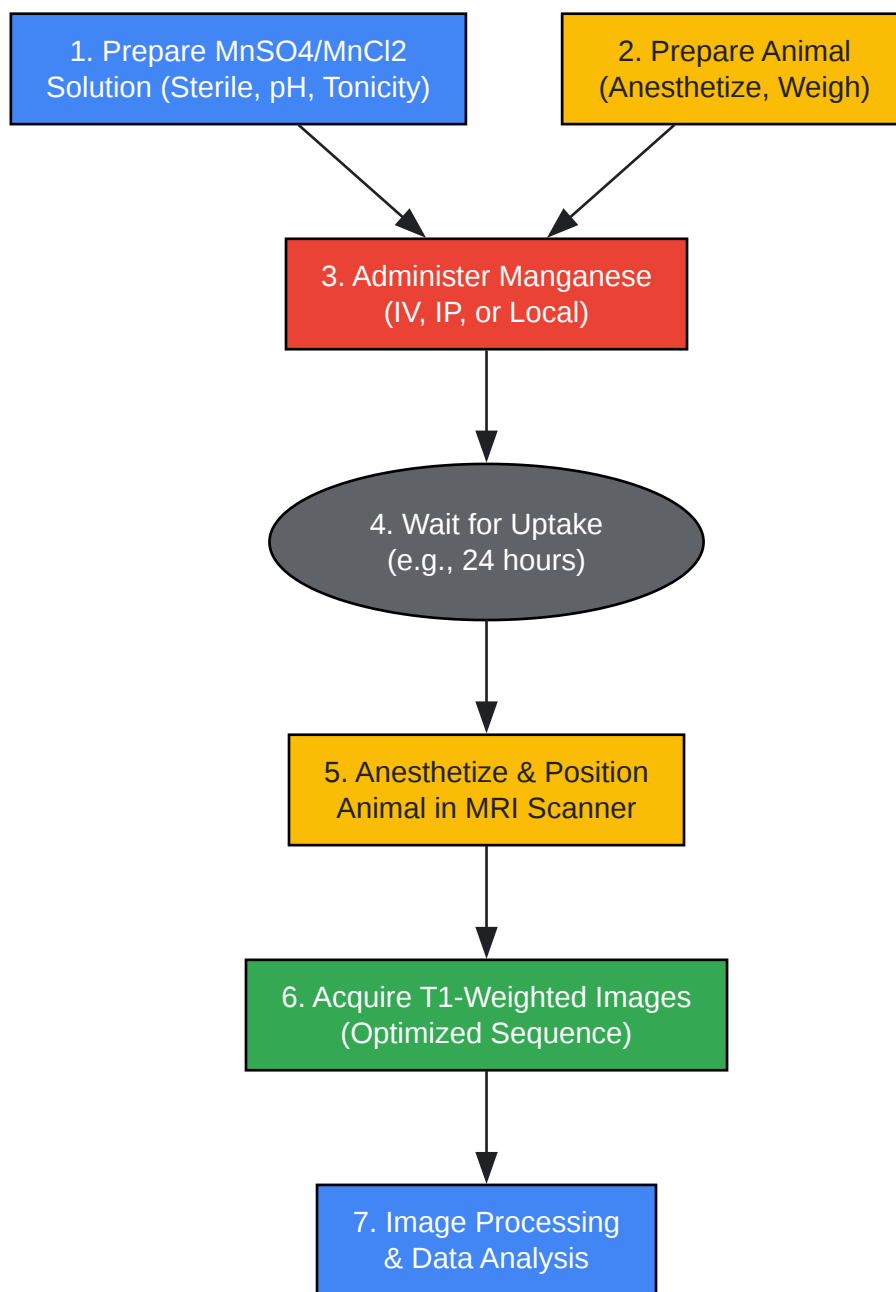 1. Prepare MnSO4/MnCl2
Solution (Sterile, pH, Tonicity)
2. Prepare Animal
(Anesthetize, Weigh)
3. Administer Manganese
(IV, IP, or Local)
4. Wait for Uptake
(e.g., 24 hours)
5. Anesthetize & Position
Animal in MRI Scanner
6. Acquire T1-Weighted Images
(Optimized Sequence)
7. Image Processing
& Data Analysis